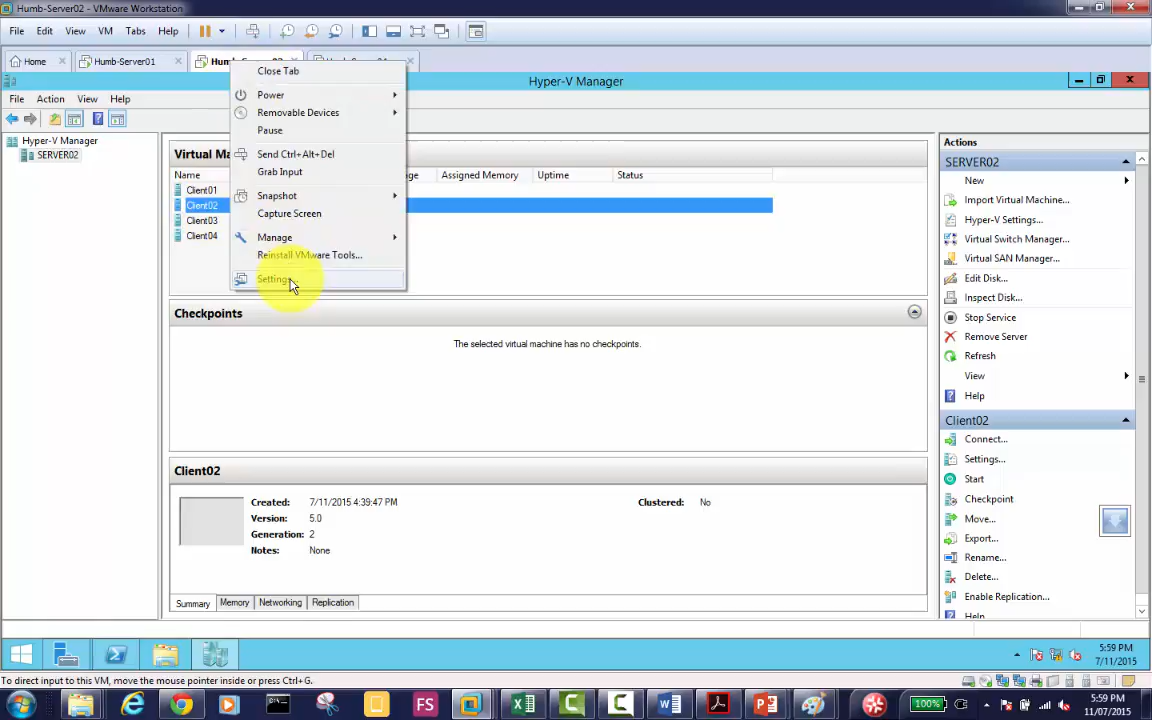 Humb-Server02 - VMware Workstation
File Edit View VM Tabs Help
Home Humb-Server01
Hyper-V Manager
File Action View Help
Close Tab
Power
Removable Devices
Pause
Send Ctrl+Alt+Del
Grab Input
Snapshot
Capture Screen
Manage
Reinstall VMware Tools...
Settings...
Hyper-V Manager
SERVER02
Name Assigned Memory Uptime Status
Client01
Client02
Client03
Client04
Checkpoints
The selected virtual machine has no checkpoints.
Client02
Created: 7/11/2015 4:39:47 PM
Version: 5.0
Generation: 2
Notes: None
Clustered: No
Summary Memory Networking Replication
Actions
SERVER02
New
Import Virtual Machine...
Hyper-V Settings...
Virtual Switch Manager...
Virtual SAN Manager...
Edit Disk...
Inspect Disk...
Stop Service
Remove Server
Refresh
View
Help
Client02
Connect...
Settings...
Start
Checkpoint
Move...
Export...
Rename...
Delete...
Enable Replication...
Help
5:59 PM
7/11/2015
To direct input to this VM, move the mouse pointer inside or press Ctrl+G.
FS
100%
5:59 PM
11/07/2015